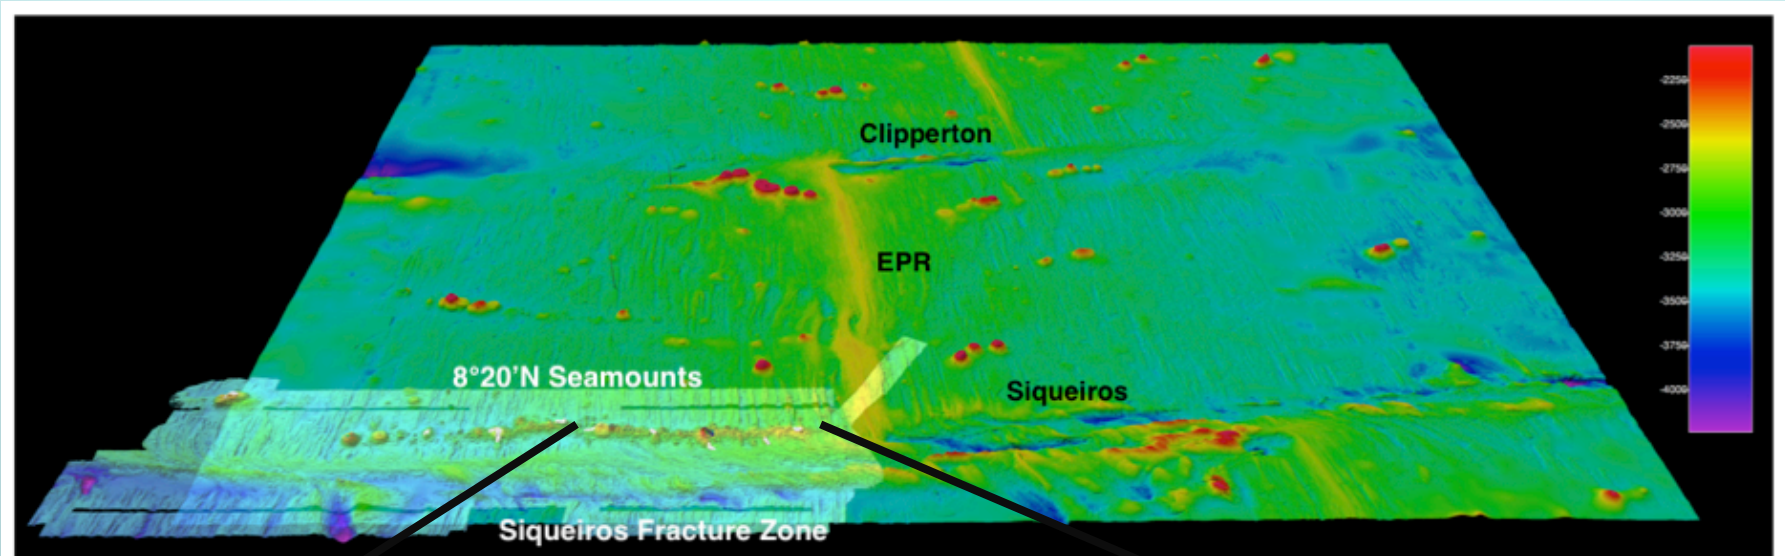 -2250
-2500
Clipperton
-2750
-3000
EPR
-3250
-3500
-3750
8°20'N Seamounts
Siqueiros
-4000
Siqueiros Fracture Zone